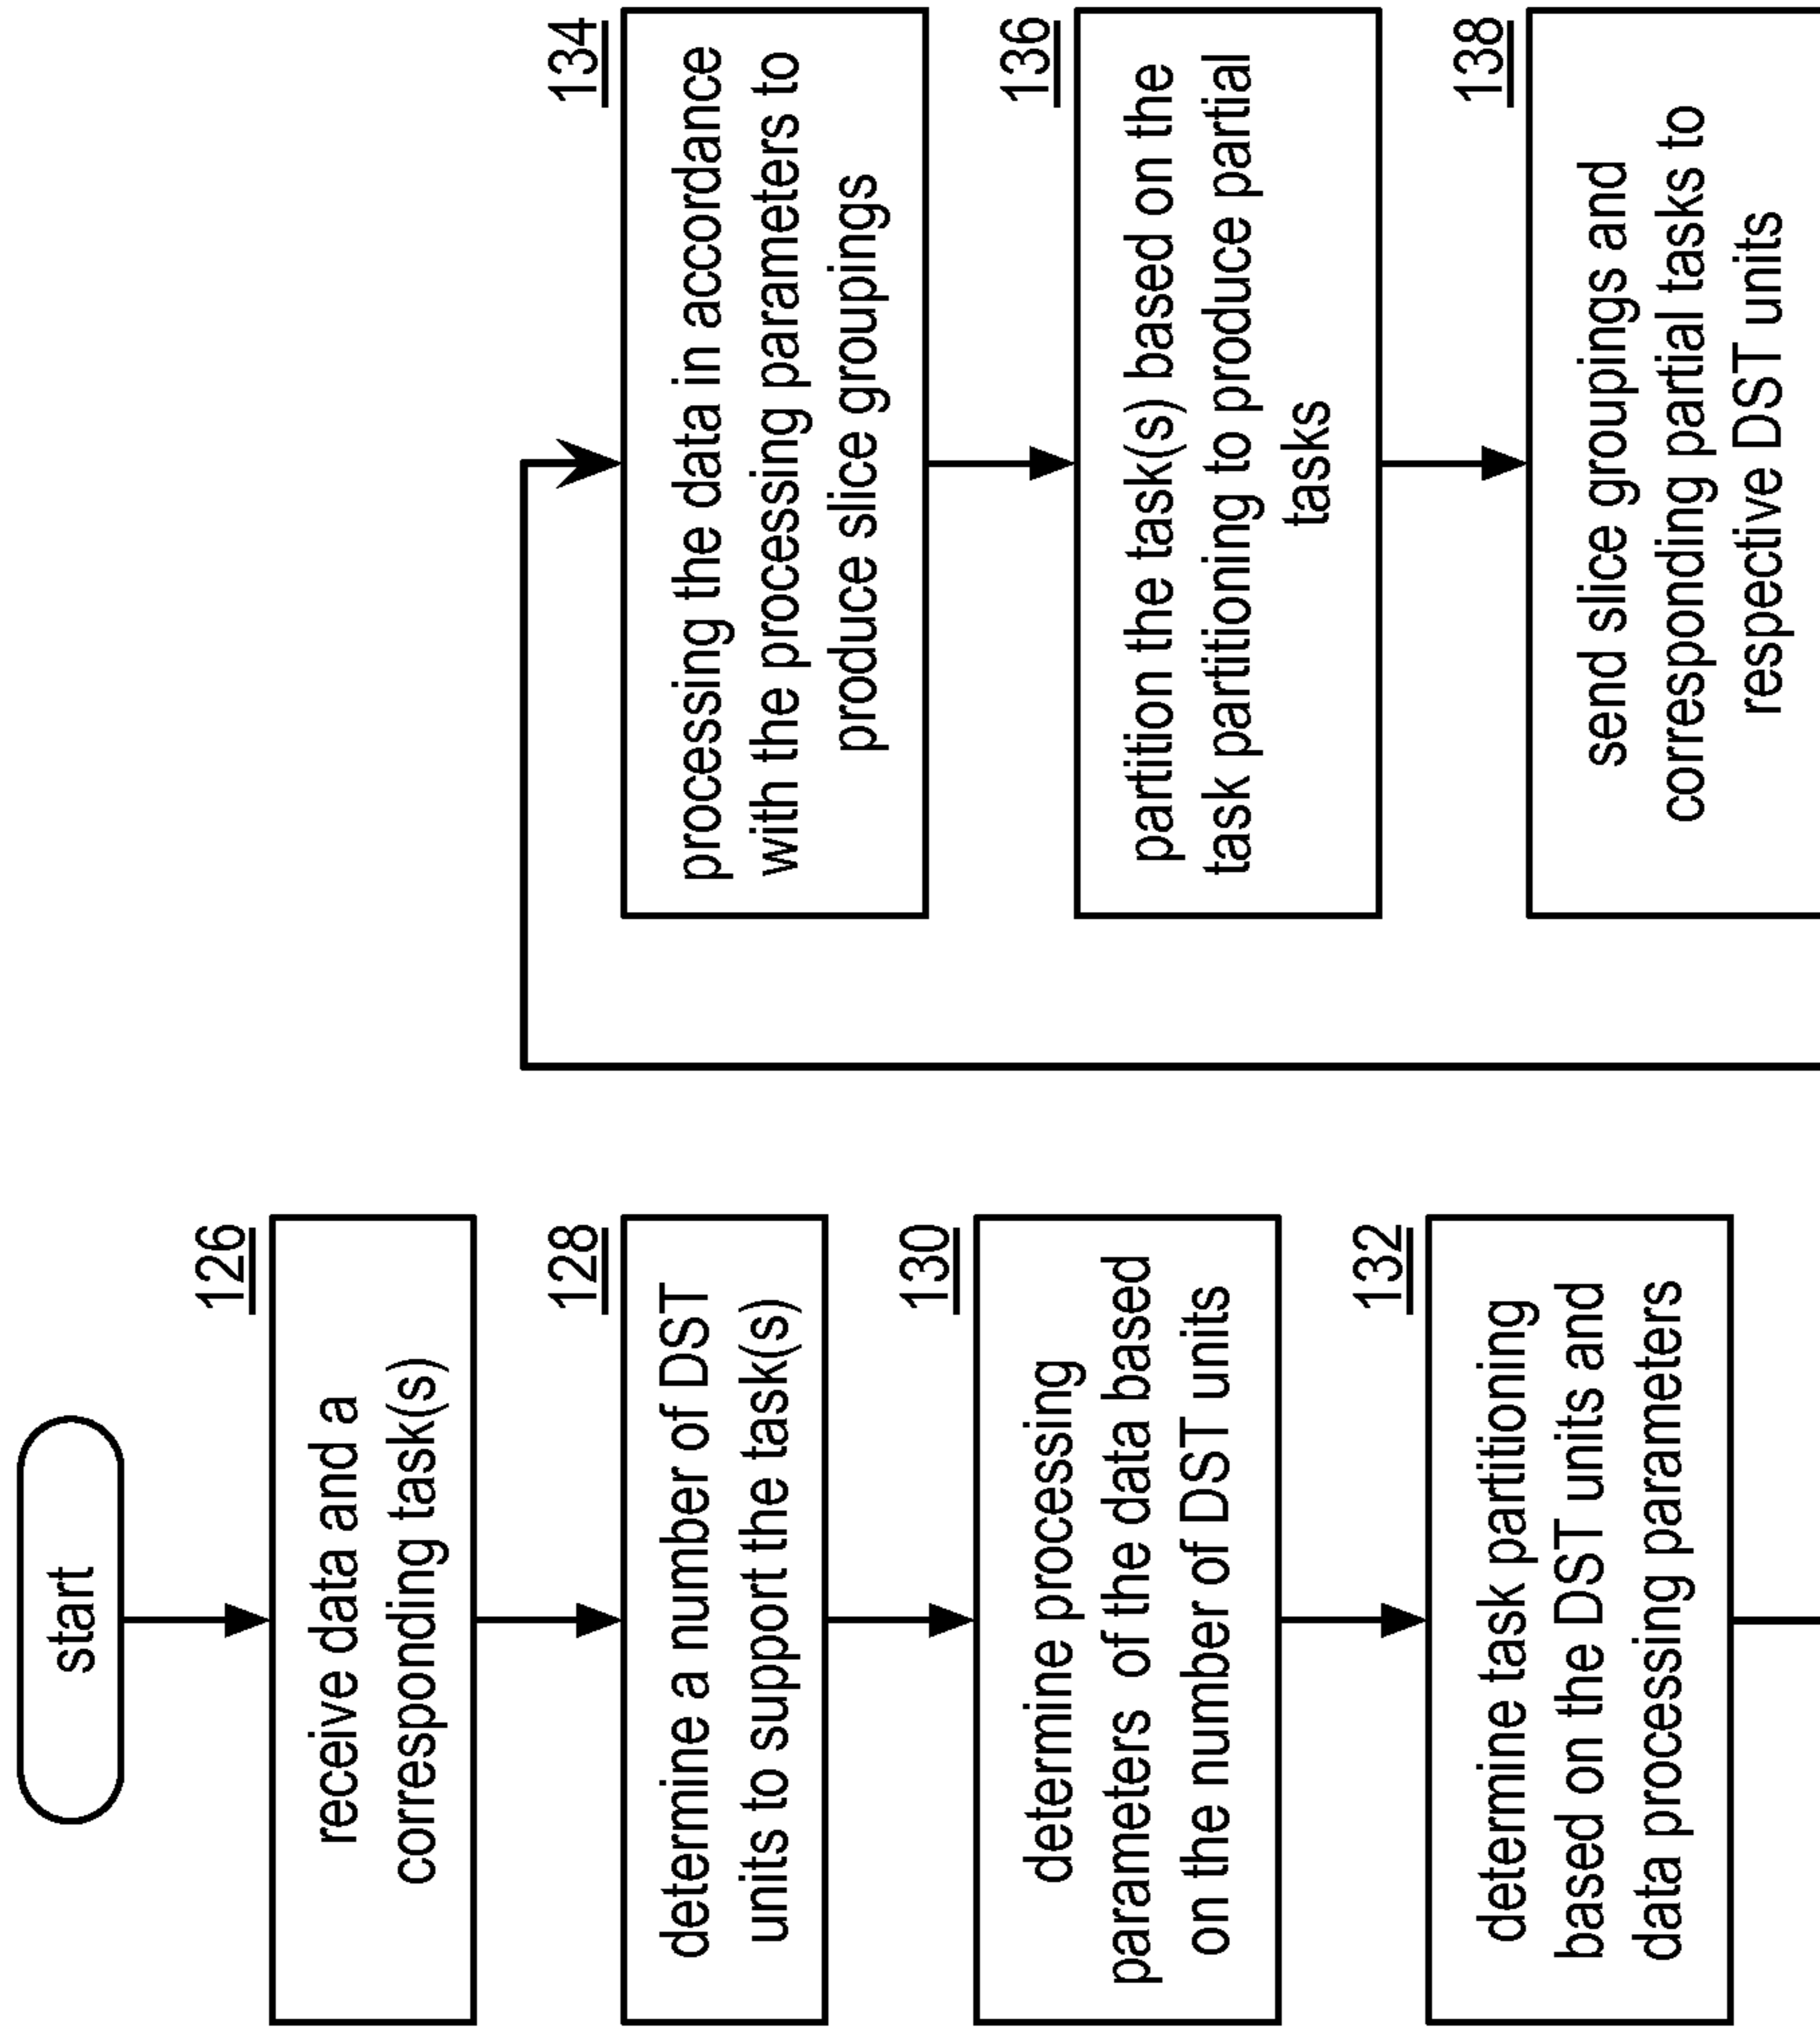 start
126
receive data and a
corresponding task(s)
128
determine a number of DST
units to support the task(s)
130
determine processing
parameters of the data based
on the number of DST units
132
determine task partitioning
based on the DST units and
data processing parameters
134
processing the data in accordance
with the processing parameters to
produce slice groupings
136
partition the task(s) based on the
task partitioning to produce partial
tasks
138
send slice groupings and
corresponding partial tasks to
respective DST units